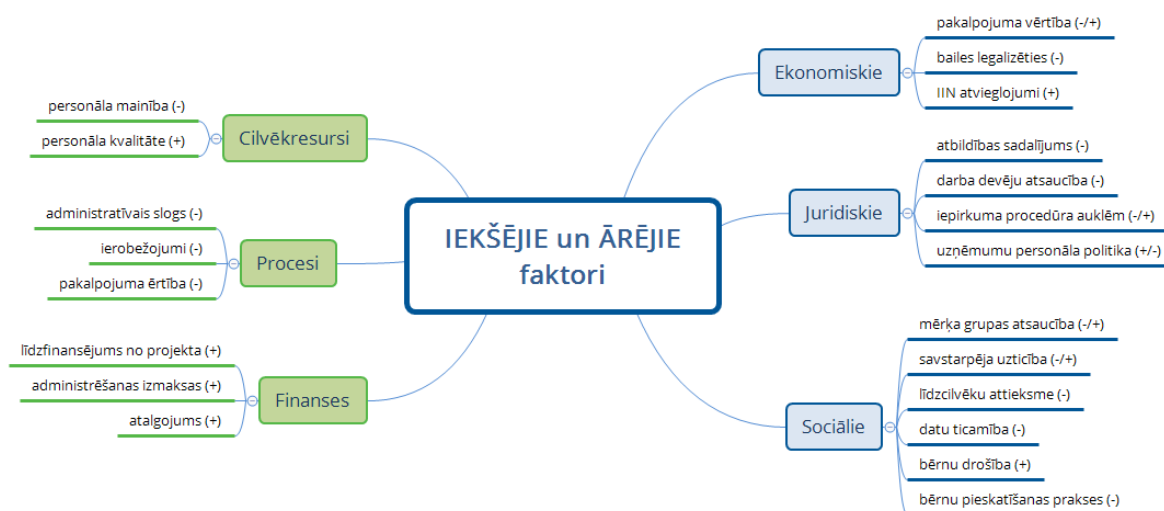 IEKŠĒJIE un ĀRĒJIE
faktori
Cilvēkresursi
personāla mainība (-)
personāla kvalitāte (+)
Procesi
administratīvais slogs (-)
ierobežojumi (-)
pakalpojuma ērtība (-)
Finanses
līdzfinansējums no projekta (+)
administrēšanas izmaksas (+)
atalgojums (+)
Ekonomiskie
pakalpojuma vērtība (-/+)
bailes legalizēties (-)
IIN atvieglojumi (+)
Juridiskie
atbildības sadalījums (-)
darba devēju atsaucība (-)
iepirkuma procedūra auklēm (-/+)
uzņēmumu personāla politika (+/-)
Sociālie
mērķa grupas atsaucība (-/+)
savstarpēja uzticība (-/+)
līdzcilvēku attieksme (-)
datu ticamība (-)
bērnu drošība (+)
bērnu pieskatīšanas prakses (-)